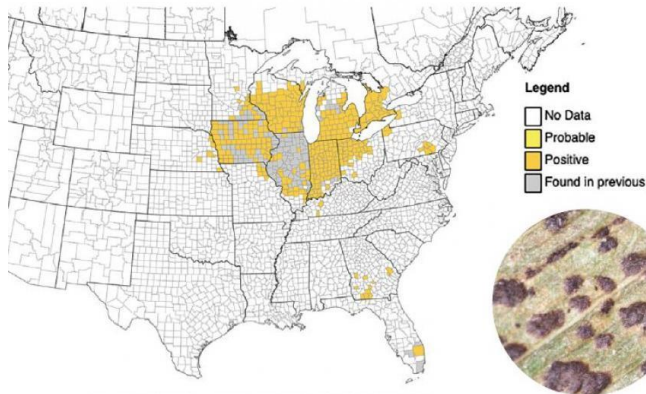 Legend
No Data
Probable
Positive
Found in previous